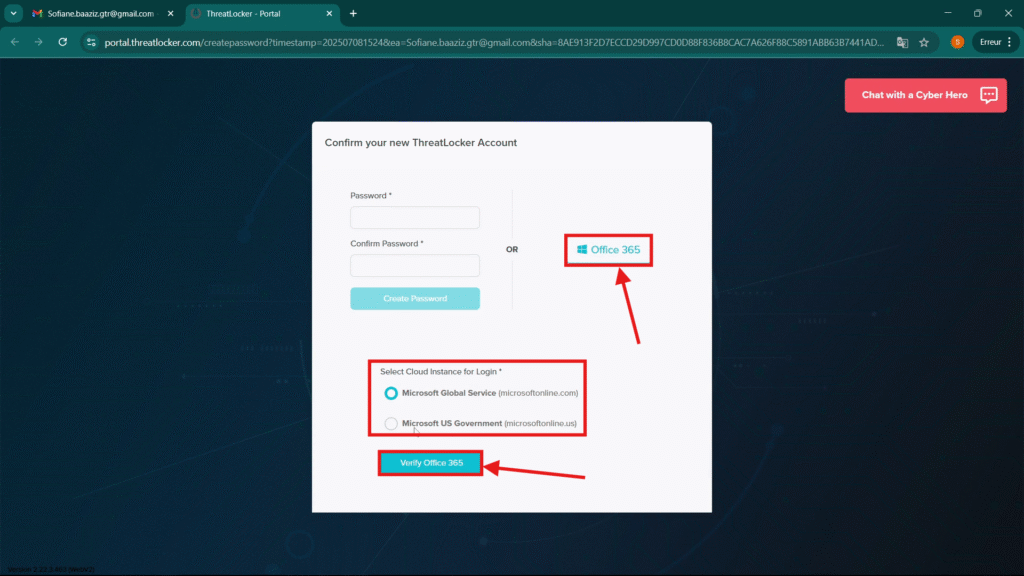 Sofiane.baaziz.gtr@gmail.com
ThreatLocker - Portal
portal.threatlocker.com/createpassword?timestamp=202507081524&ea=Sofiane.baaziz.gtr@gmail.com&sha=8AE913F2D7ECCD29D997CD0D88F836B8CAC7A626F88C5891ABB63B7441AD...
S
Erreur
Chat with a Cyber Hero
Confirm your new ThreatLocker Account
Password *
Confirm Password *
OR
Office 365
Create Password
Select Cloud Instance for Login *
Microsoft Global Service (microsoftonline.com)
Microsoft US Government (microsoftonline.us)
Verify Office 365